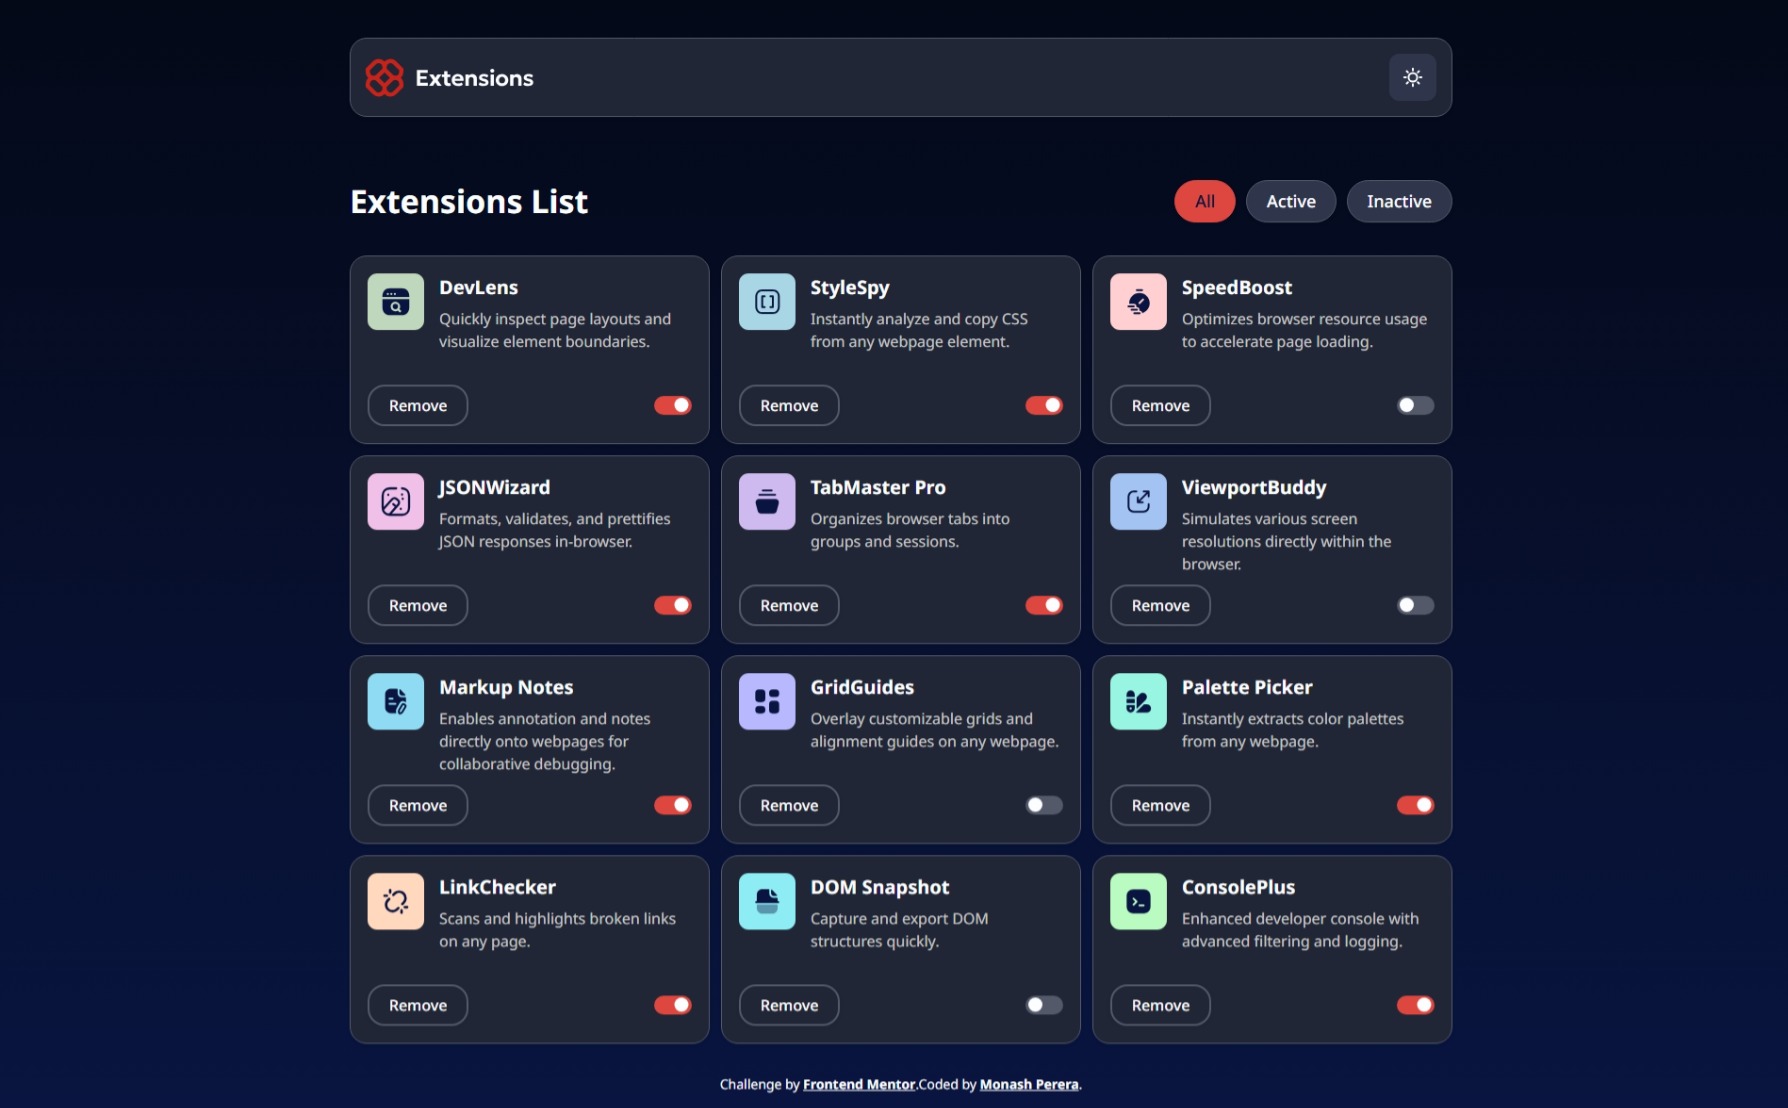 Extensions
Extensions List
All
Active
Inactive
DevLens
Quickly inspect page layouts and
visualize element boundaries.
Remove
StyleSpy
Instantly analyze and copy CSS
from any webpage element.
Remove
SpeedBoost
Optimizes browser resource usage
to accelerate page loading.
Remove
JSONWizard
Formats, validates, and prettifies
JSON responses in-browser.
Remove
TabMaster Pro
Organizes browser tabs into
groups and sessions.
Remove
ViewportBuddy
Simulates various screen
resolutions directly within the
browser.
Remove
Markup Notes
Enables annotation and notes
directly onto webpages for
collaborative debugging.
Remove
GridGuides
Overlay customizable grids and
alignment guides on any webpage.
Remove
Palette Picker
Instantly extracts color palettes
from any webpage.
Remove
LinkChecker
Scans and highlights broken links
on any page.
Remove
DOM Snapshot
Capture and export DOM
structures quickly.
Remove
ConsolePlus
Enhanced developer console with
advanced filtering and logging.
Remove
Challenge by Frontend Mentor.Coded by Monash Perera.